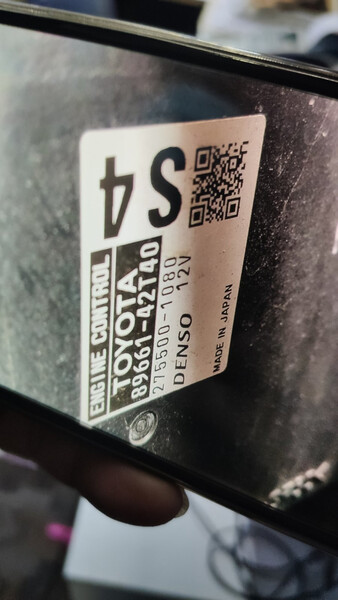 ENGINE CONTROL
TOYOTA
89661-42T40
275500-1080
DENSO 12V
MADE IN JAPAN
S4